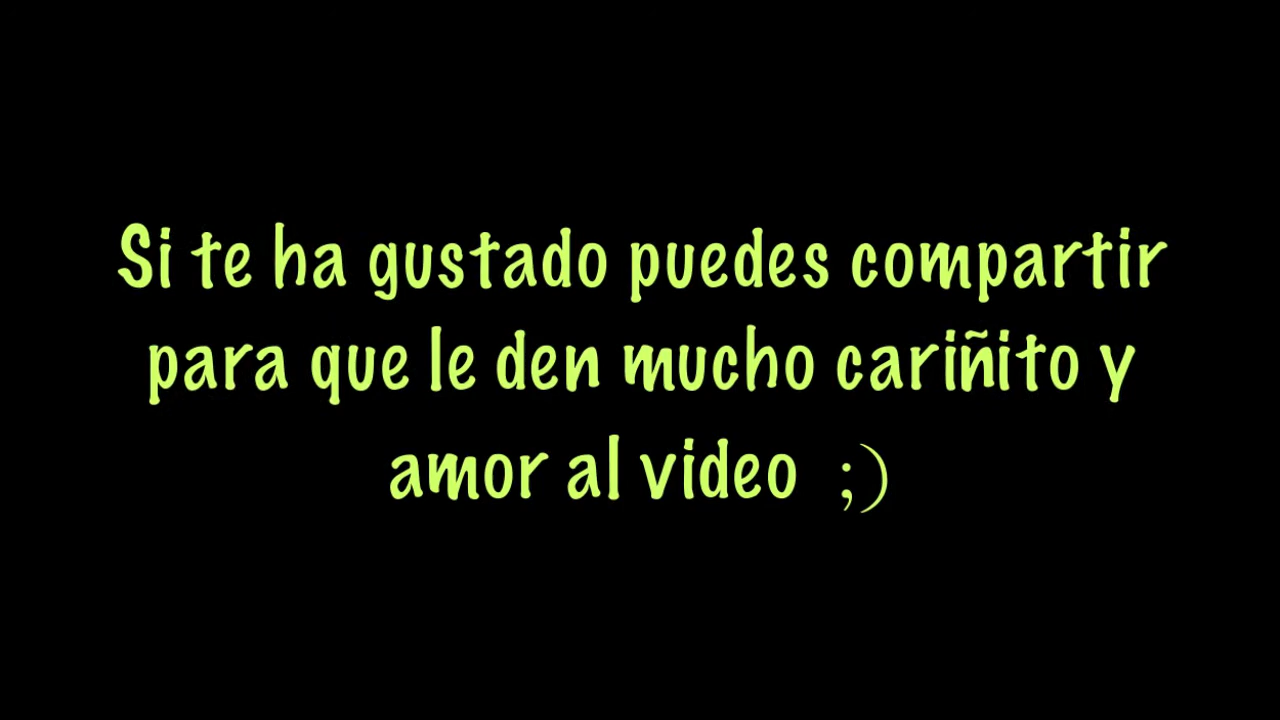 Si te ha gustado puedes compartir
para que le den mucho cariñito y
amor al video ;)